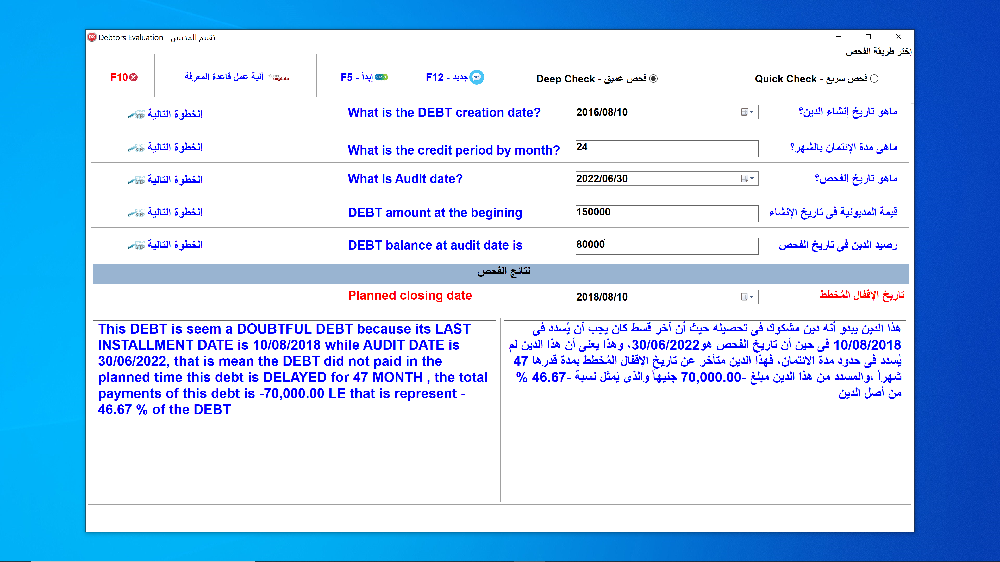 DX Debtors Evaluation - تقييم المدينين
إختر طريقة الفحص
F10
ألية عمل قاعدة المعرفة please explain
إبدأ - F5 START
جديد - F12 NEW
فحص عميق - Deep Check
فحص سريع - Quick Check
الخطوة التالية NEXT STEP What is the DEBT creation date? 2016/08/10 ماهو تاريخ إنشاء الدين؟
الخطوة التالية NEXT STEP What is the credit period by month? 24 ماهى مدة الإئتمان بالشهر؟
الخطوة التالية NEXT STEP What is Audit date? 2022/06/30 ماهو تاريخ الفحص؟
الخطوة التالية NEXT STEP DEBT amount at the begining 150000 قيمة المديونية فى تاريخ الإنشاء
الخطوة التالية NEXT STEP DEBT balance at audit date is 80000 رصيد الدين فى تاريخ الفحص
نتائج الفحص
Planned closing date 2018/08/10 تاريخ الإقفال المُخطط
This DEBT is seem a DOUBTFUL DEBT because its LAST
INSTALLMENT DATE is 10/08/2018 while AUDIT DATE is
30/06/2022, that is mean the DEBT did not paid in the
planned time this debt is DELAYED for 47 MONTH , the total
payments of this debt is -70,000.00 LE that is represent -
46.67 % of the DEBT
هذا الدين يبدو أنه دين مشكوك فى تحصيله حيث أن أخر قسط كان يجب أن يُسدد فى
10/08/2018 فى حين أن تاريخ الفحص هو30/06/2022، وهذا يعنى أن هذا الدين لم
يُسدد فى حدود مدة الائتمان، فهذا الدين متأخر عن تاريخ الإقفال المُخطط بمدة قدرها 47
شهراً ،والمسدد من هذا الدين مبلغ -70,000.00 جنيهاً والذى يُمثل نسبة -46.67 %
من أصل الدين